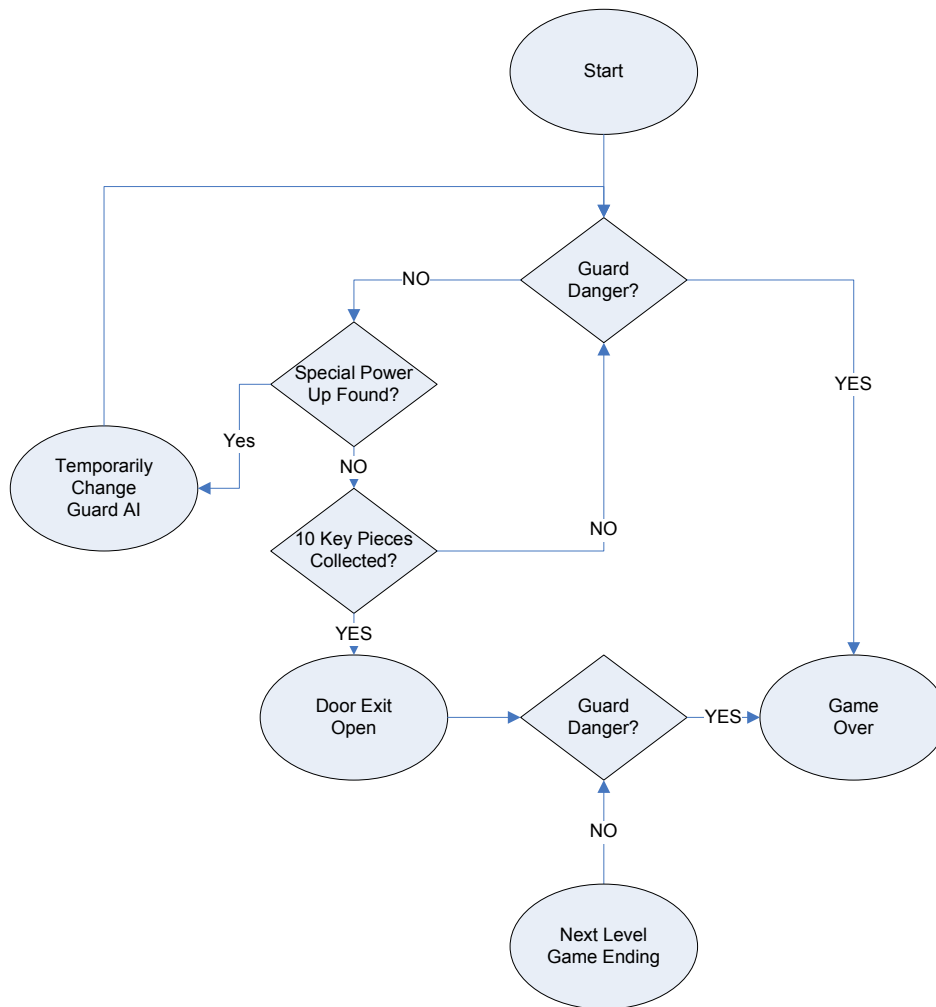 Start
Guard
Danger?
NO
YES
Special Power
Up Found?
Yes
NO
Temporarily
Change
Guard AI
10 Key Pieces
Collected?
NO
YES
Door Exit
Open
Guard
Danger?
YES
Game
Over
NO
Next Level
Game Ending